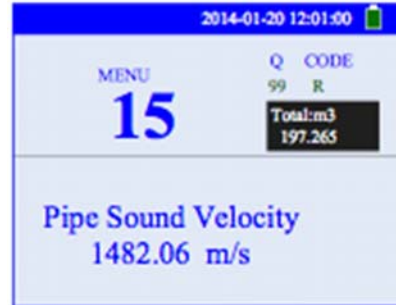 2014-01-20 12:01:00
MENU
15
Q CODE
99 R
Total:m3
197.265
Pipe Sound Velocity
1482.06 m/s